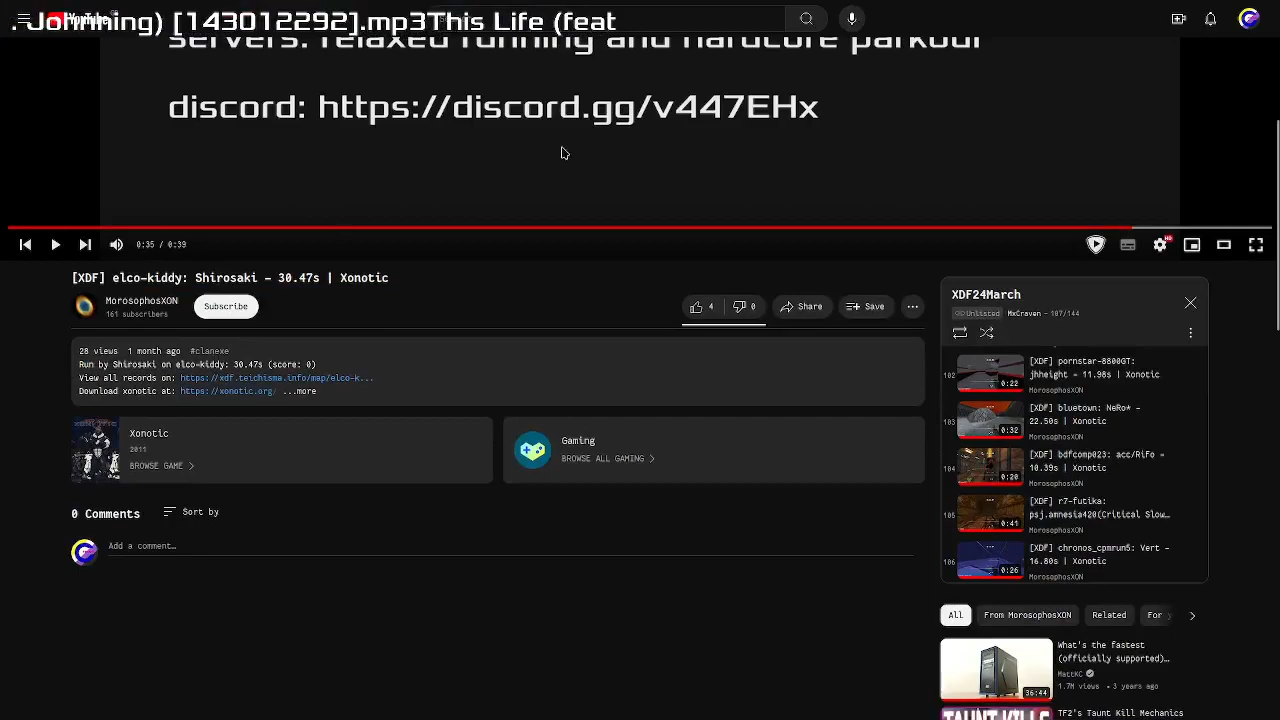 . Johnning) [143012292].mp3This Life (feat
servers: relaxed running and hardcore parkour
discord: https://discord.gg/v447EHx
0:35 / 0:39
HD
[XDF] elco-kiddy: Shirosaki – 30.47s | Xonotic
MorosophosXON
161 subscribers
Subscribe
4
0
Share
Save
28 views 1 month ago #clanexe
Run by Shirosaki on elco-kiddy: 30.47s (score: 0)
View all records on: https://xdf.teichisma.info/map/elco-k...
Download xonotic at: https://xonotic.org ...more
Xonotic
2011
BROWSE GAME
Gaming
BROWSE ALL GAMING
0 Comments
Sort by
Add a comment...
XDF24March
Unlisted MxCraven - 107/144
102
0:22
[XDF] pornstar-8800GT:
jhheight – 11.98s | Xonotic
MorosophosXON
103
0:32
[XDF] bluetown: NeRo* –
22.50s | Xonotic
MorosophosXON
104
0:20
[XDF] bdfcomp023: acc/RiFo –
10.39s | Xonotic
MorosophosXON
105
0:41
[XDF] r7-futika:
psj.amnesia420(Critical Slow…
MorosophosXON
106
0:26
[XDF] chronos_cpmrun5: Vert –
16.80s | Xonotic
MorosophosXON
All
From MorosophosXON
Related
For
What's the fastest
(officially supported)…
MattKC
1.7M views • 3 years ago
36:44
TAUNT KILLS
TF2's Taunt Kill Mechanics